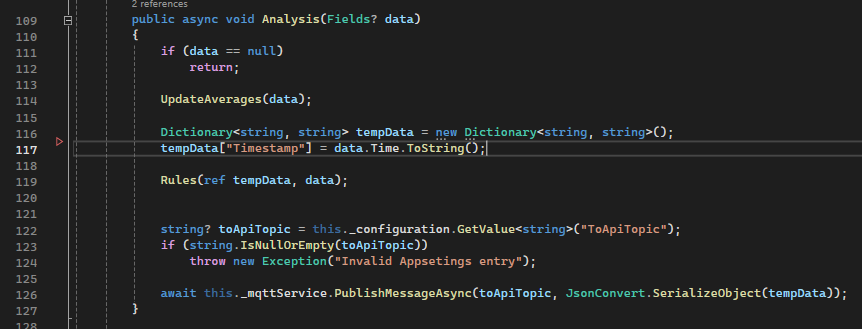 2 references
109 public async void Analysis(Fields? data)
110 {
111 if (data == null)
112 return;
113
114 UpdateAverages(data);
115
116 Dictionary<string, string> tempData = new Dictionary<string, string>();
117 tempData["Timestamp"] = data.Time.ToString();
118
119 Rules(ref tempData, data);
120
121
122 string? toApiTopic = this._configuration.GetValue<string>("ToApiTopic");
123 if (string.IsNullOrEmpty(toApiTopic))
124 throw new Exception("Invalid Appsetings entry");
125
126 await this._mqttService.PublishMessageAsync(toApiTopic, JsonConvert.SerializeObject(tempData));
127 }
128